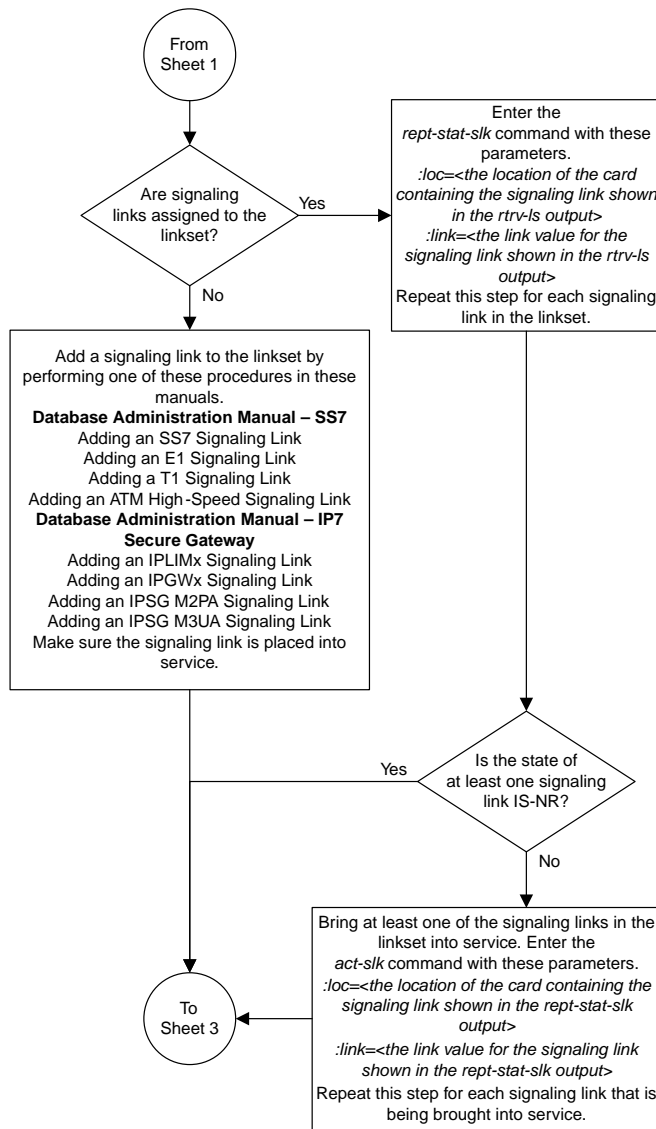 From
Sheet 1
Are signaling
links assigned to the
linkset?
Yes
No
Enter the
rept-stat-slk command with these
parameters.
:loc=<the location of the card
containing the signaling link shown
in the rtrv-ls output>
:link=<the link value for the
signaling link shown in the rtrv-ls
output>
Repeat this step for each signaling
link in the linkset.
Add a signaling link to the linkset by
performing one of these procedures in these
manuals.
Database Administration Manual – SS7
Adding an SS7 Signaling Link
Adding an E1 Signaling Link
Adding a T1 Signaling Link
Adding an ATM High-Speed Signaling Link
Database Administration Manual – IP7
Secure Gateway
Adding an IPLIMx Signaling Link
Adding an IPGWx Signaling Link
Adding an IPSG M2PA Signaling Link
Adding an IPSG M3UA Signaling Link
Make sure the signaling link is placed into
service.
Is the state of
at least one signaling
link IS-NR?
Yes
No
Bring at least one of the signaling links in the
linkset into service. Enter the
act-slk command with these parameters.
:loc=<the location of the card containing the
signaling link shown in the rept-stat-slk
output>
:link=<the link value for the signaling link
shown in the rept-stat-slk output>
Repeat this step for each signaling link that is
being brought into service.
To
Sheet 3